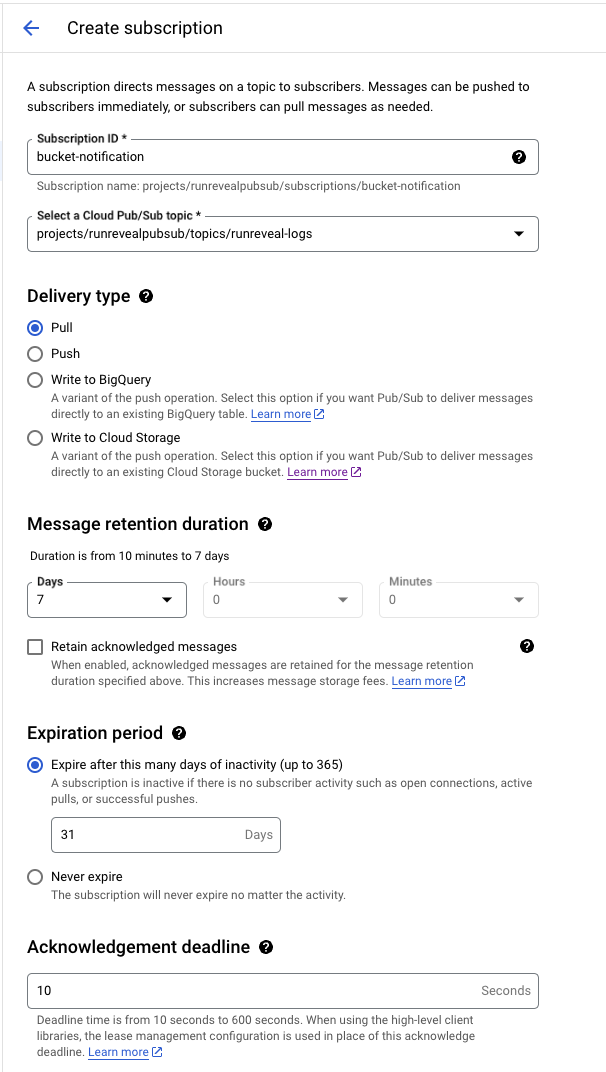 Create subscription
A subscription directs messages on a topic to subscribers. Messages can be pushed to
subscribers immediately, or subscribers can pull messages as needed.
Subscription ID *
bucket-notification
Subscription name: projects/runrevealpubsub/subscriptions/bucket-notification
Select a Cloud Pub/Sub topic *
projects/runrevealpubsub/topics/runreveal-logs
Delivery type
Pull
Push
Write to BigQuery
A variant of the push operation. Select this option if you want Pub/Sub to deliver messages
directly to an existing BigQuery table. Learn more
Write to Cloud Storage
A variant of the push operation. Select this option if you want Pub/Sub to deliver messages
directly to an existing Cloud Storage bucket. Learn more
Message retention duration
Duration is from 10 minutes to 7 days
Days Hours Minutes
7 0 0
Retain acknowledged messages
When enabled, acknowledged messages are retained for the message retention
duration specified above. This increases message storage fees. Learn more
Expiration period
Expire after this many days of inactivity (up to 365)
A subscription is inactive if there is no subscriber activity such as open connections, active
pulls, or successful pushes.
31 Days
Never expire
The subscription will never expire no matter the activity.
Acknowledgement deadline
10 Seconds
Deadline time is from 10 seconds to 600 seconds. When using the high-level client
libraries, the lease management configuration is used in place of this acknowledge
deadline. Learn more